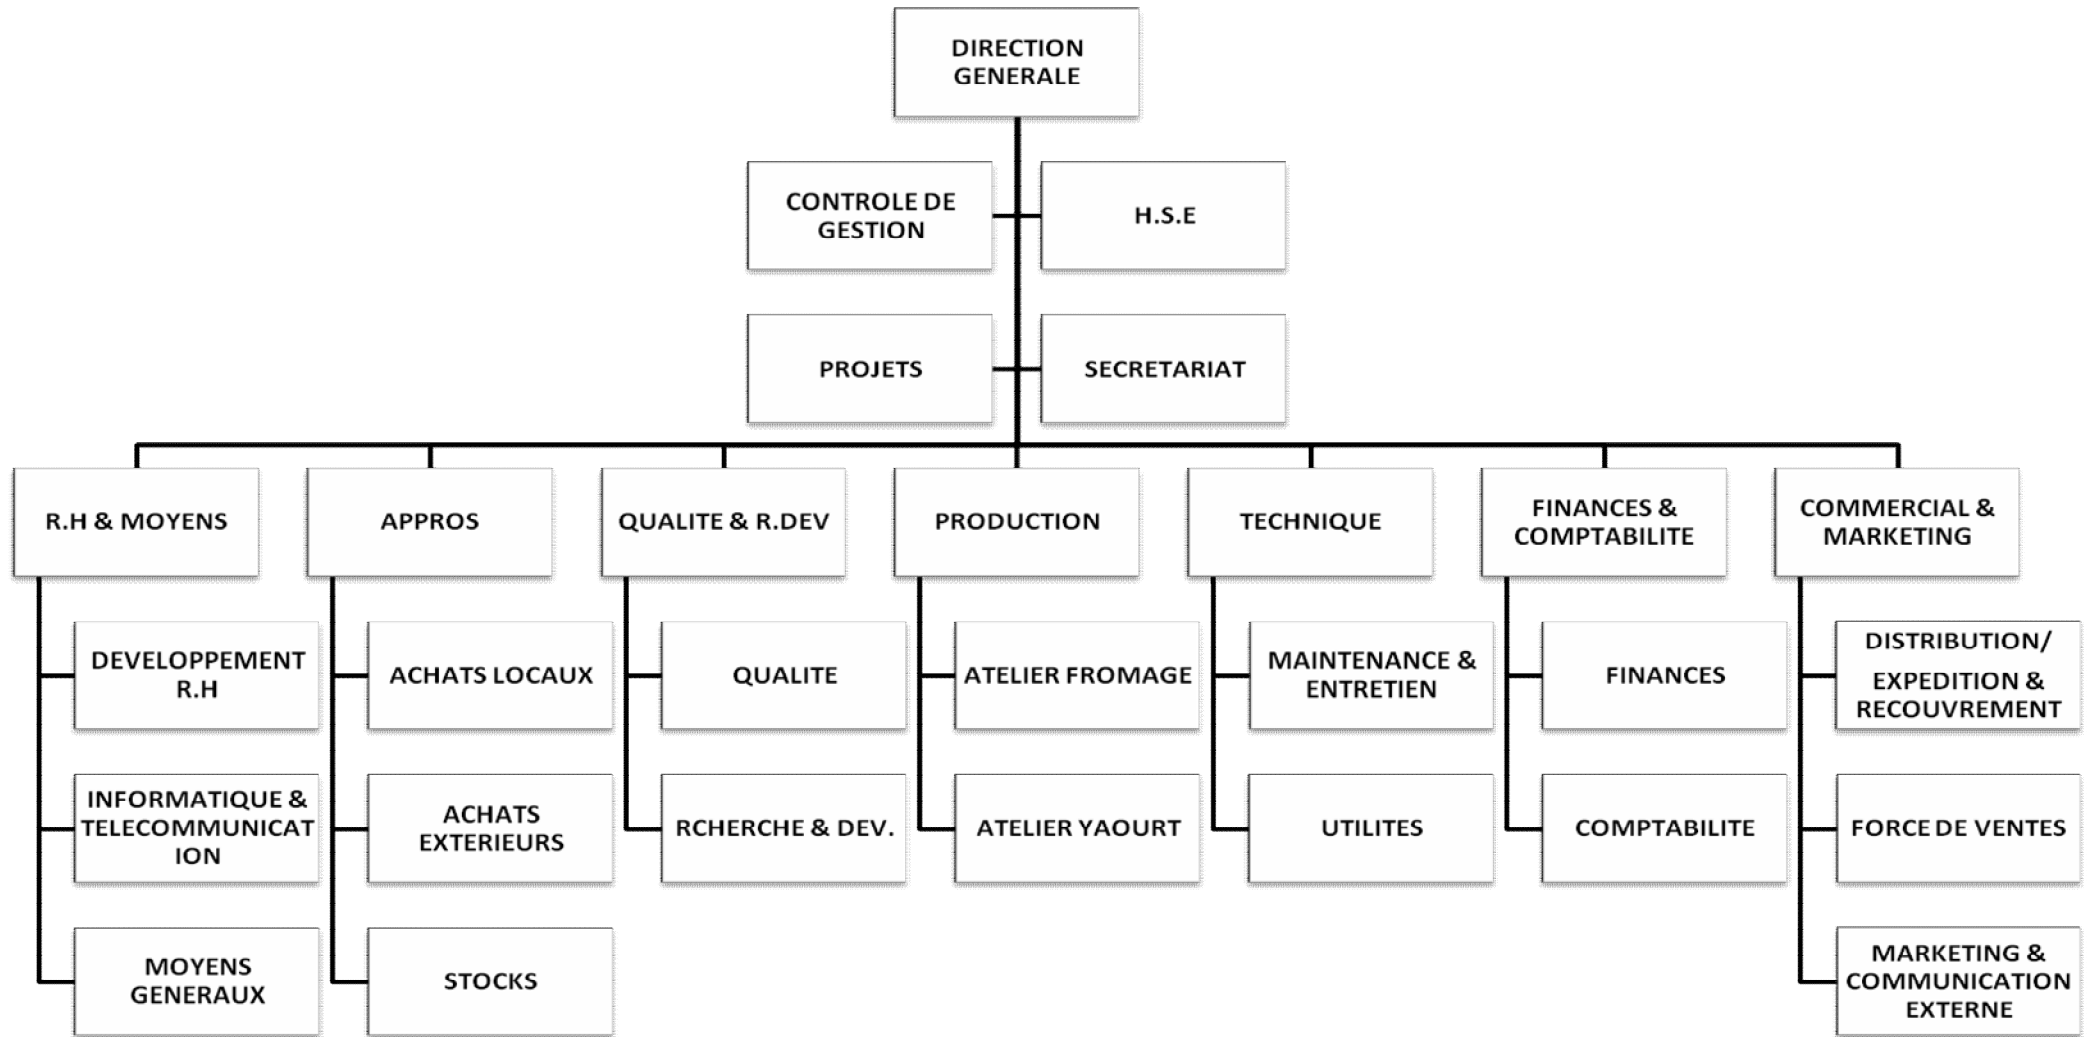 DIRECTION
GENERALE
CONTROLE DE
GESTION
H.S.E
PROJETS
SECRETARIAT
R.H & MOYENS
APPROS
QUALITE & R.DEV
PRODUCTION
TECHNIQUE
FINANCES &
COMPTABILITE
COMMERCIAL &
MARKETING
DEVELOPPEMENT
R.H
ACHATS LOCAUX
QUALITE
ATELIER FROMAGE
MAINTENANCE &
ENTRETIEN
FINANCES
DISTRIBUTION/
EXPEDITION &
RECOUVREMENT
INFORMATIQUE &
TELECOMMUNICAT
ION
ACHATS
EXTERIEURS
RCHERCHE & DEV.
ATELIER YAOURT
UTILITES
COMPTABILITE
FORCE DE VENTES
MOYENS
GENERAUX
STOCKS
MARKETING &
COMMUNICATION
EXTERNE